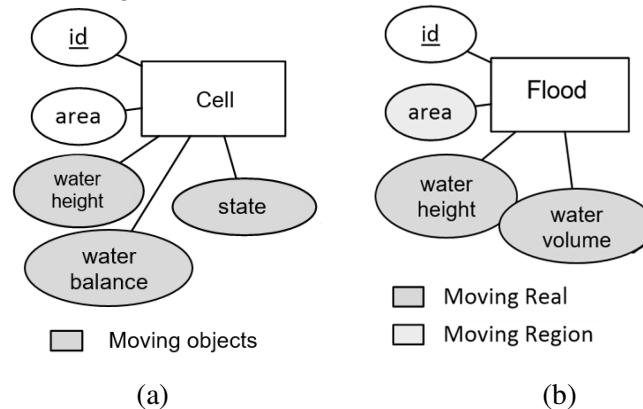 id
area
Cell
water
height
state
water
balance
Moving objects
(a)
id
area
Flood
water
height
water
volume
Moving Real
Moving Region
(b)